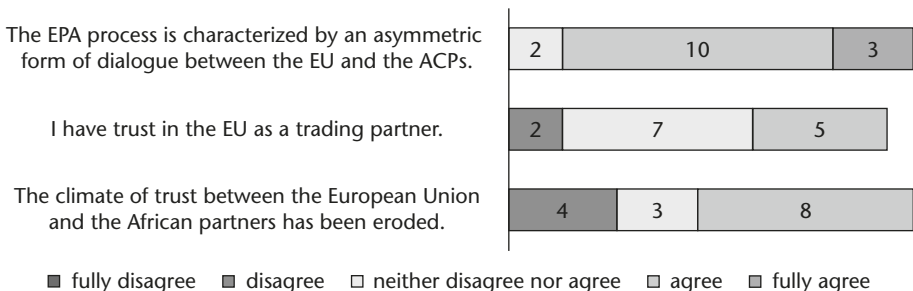 The EPA process is characterized by an asymmetric
form of dialogue between the EU and the ACPs.
2 10 3
I have trust in the EU as a trading partner.
2 7 5
The climate of trust between the European Union
and the African partners has been eroded.
4 3 8
fully disagree disagree neither disagree nor agree agree fully agree